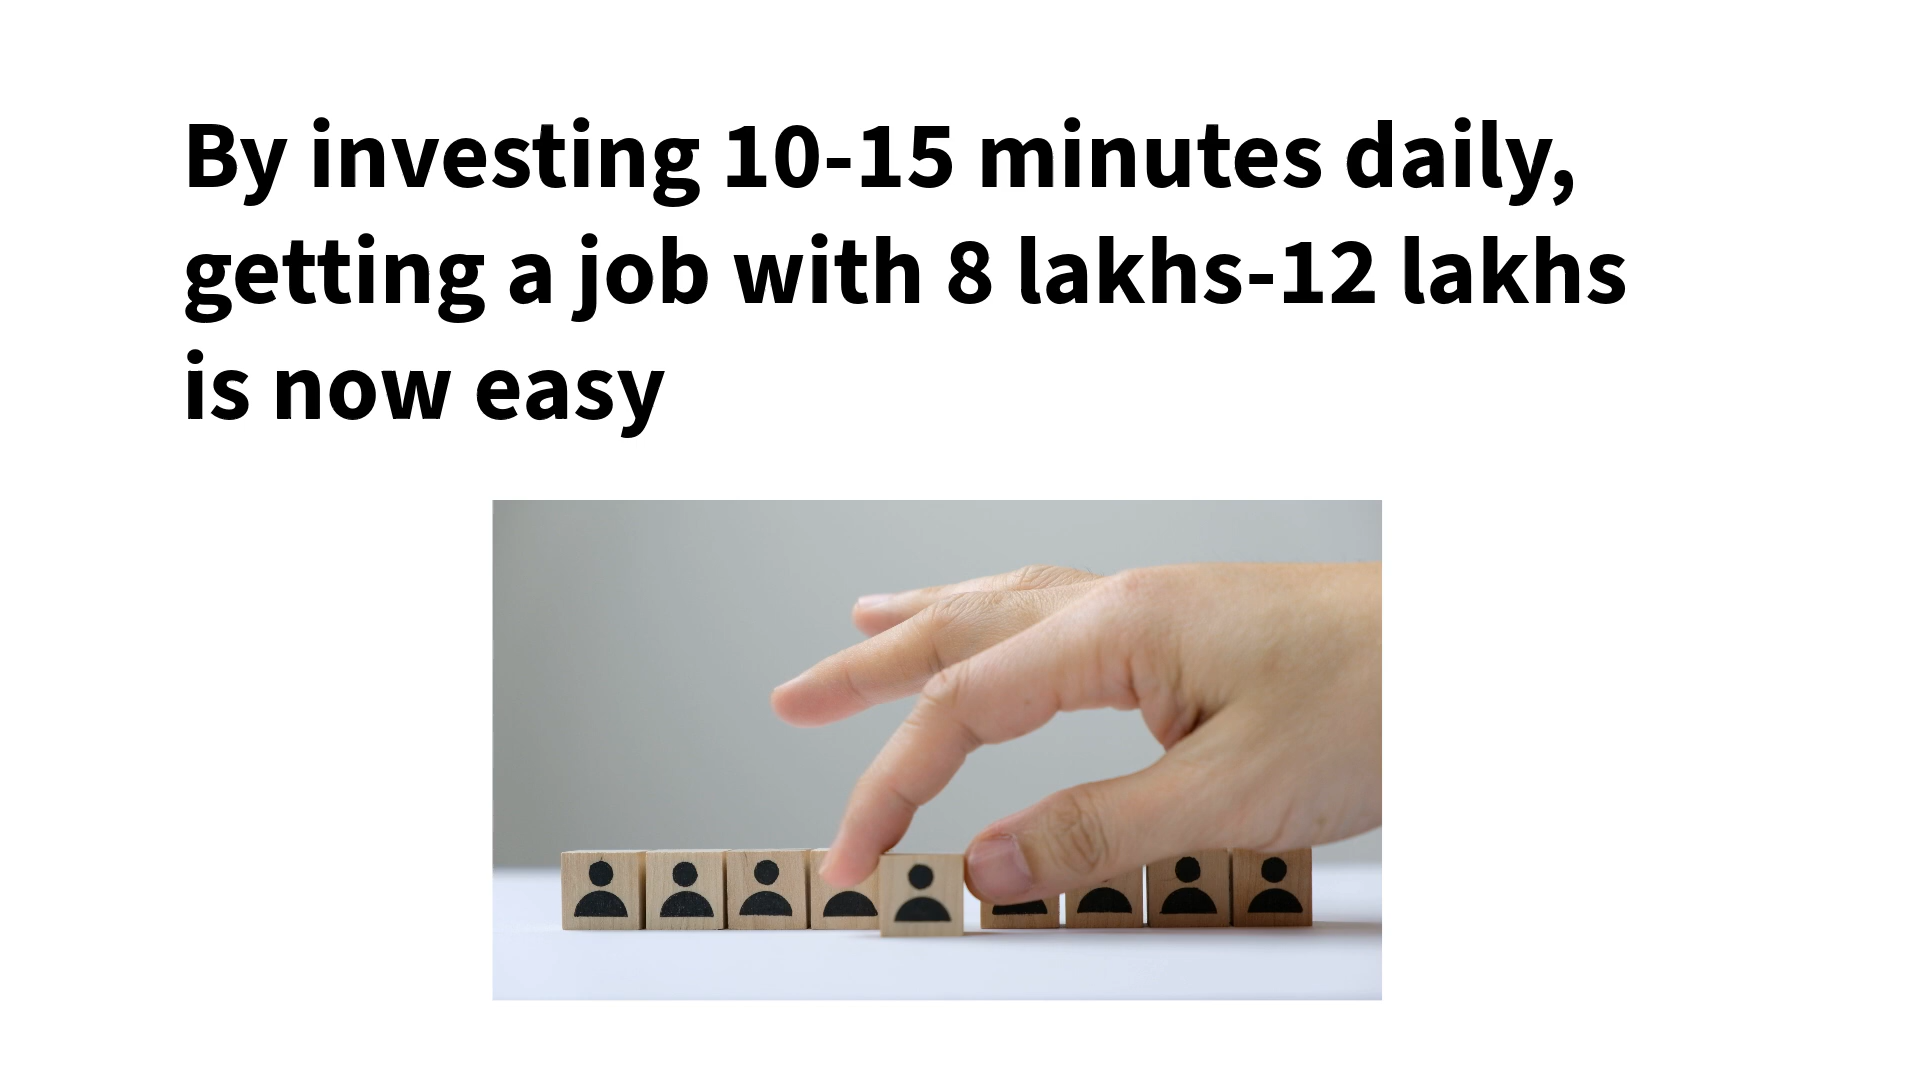 By investing 10-15 minutes daily,
getting a job with 8 lakhs-12 lakhs
is now easy